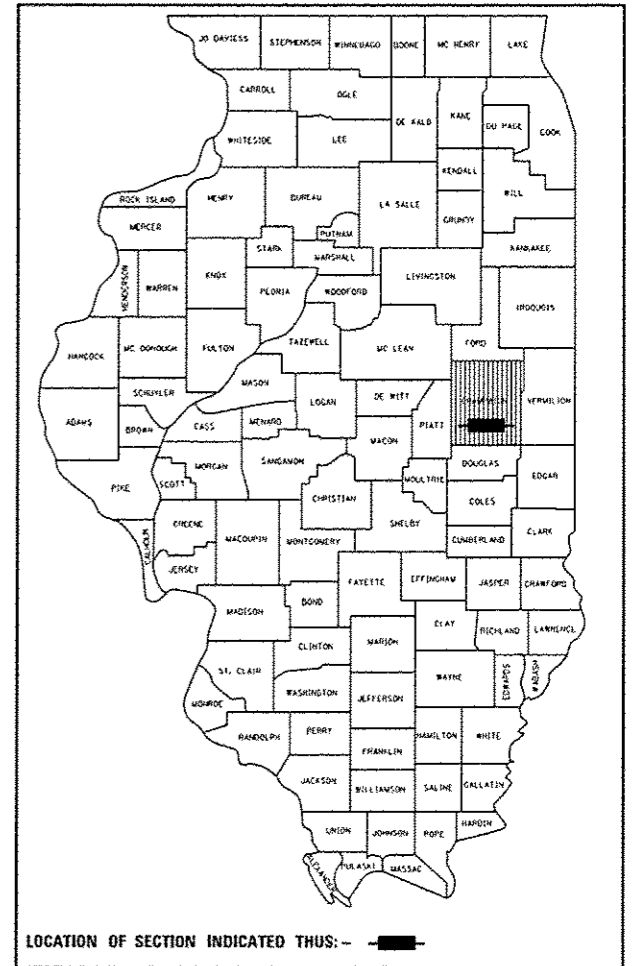 JO DAVIESS STEPHENSON WINNEBAGO BOONE MC HENRY LAKE
CARROLL OGLE
DE KALB KANE DU PAGE COOK
WHITESIDE LEE
KENDALL WILL
ROCK ISLAND HENRY BUREAU LA SALLE GRUNDY
MERCER PUTNAM KANKAKEE
STARK MARSHALL
HENDERSON WARREN KNOX PEORIA WOODFORD LIVINGSTON IROQUOIS
FORD
HANCOCK MC DONOUGH FULTON TAZEWELL MC LEAN
MASON
SCHUYLER LOGAN DE WITT CHAMPAIGN VERMILION
ADAMS BROWN CASS MENARD MACON PIATT
MORGAN SANGAMON DOUGLAS
PIKE SCOTT CHRISTIAN MOULTRIE COLES EDGAR
GREENE SHELBY
CALHOUN MACOUPIN MONTGOMERY CUMBERLAND CLARK
JERSEY FAYETTE EFFINGHAM JASPER CRAWFORD
MADISON BOND
CLAY RICHLAND LAWRENCE
CLINTON MARION
ST. CLAIR WAYNE EDWARDS WABASH
MONROE WASHINGTON JEFFERSON
RANDOLPH PERRY HAMILTON WHITE
FRANKLIN
JACKSON WILLIAMSON SALINE GALLATIN
UNION JOHNSON POPE HARDIN
ALEXANDER PULASKI MASSAC
LOCATION OF SECTION INDICATED THUS: -